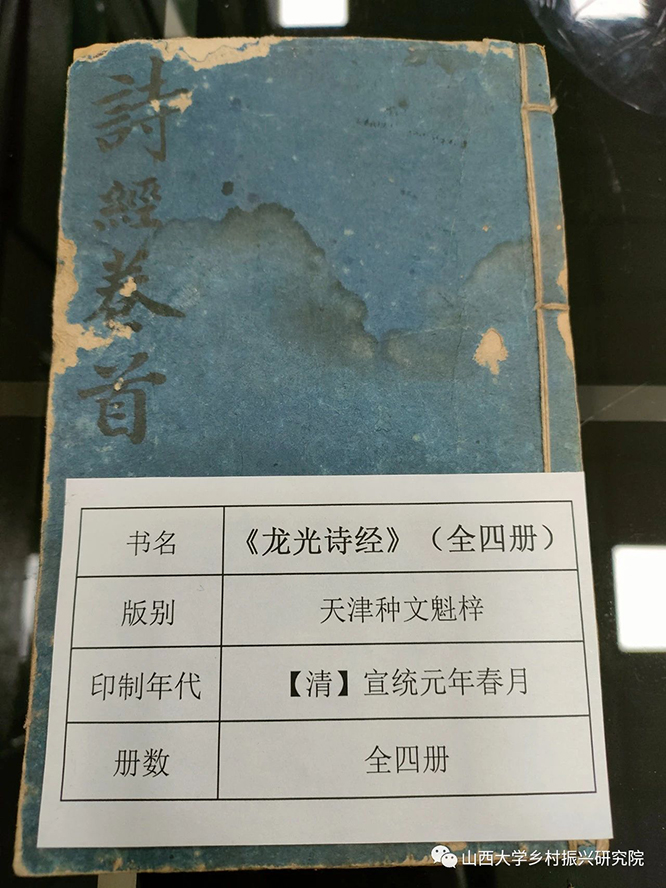 詩經卷首
书名 《龙光诗经》（全四册）
版别 天津种文魁梓
印制年代 【清】宣统元年春月
册数 全四册
山西大学乡村振兴研究院